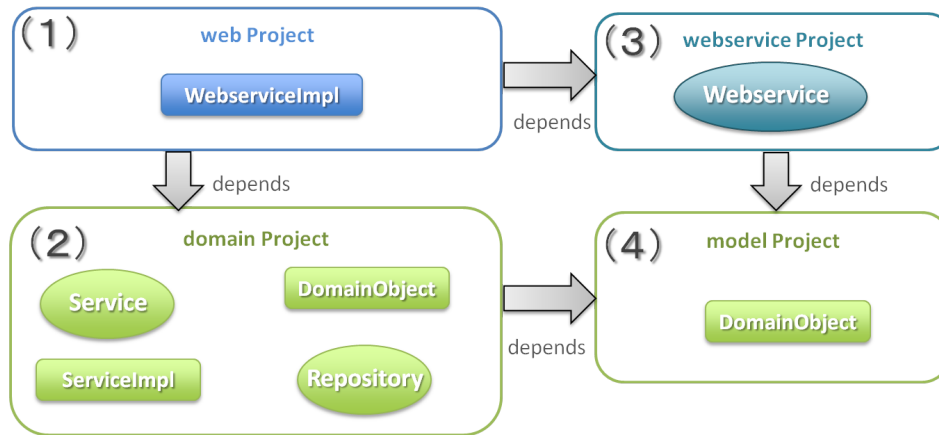 (1)
web Project
WebserviceImpl
depends
(3)
webservice Project
Webservice
depends
depends
(2)
domain Project
Service
DomainObject
ServiceImpl
Repository
depends
(4)
model Project
DomainObject